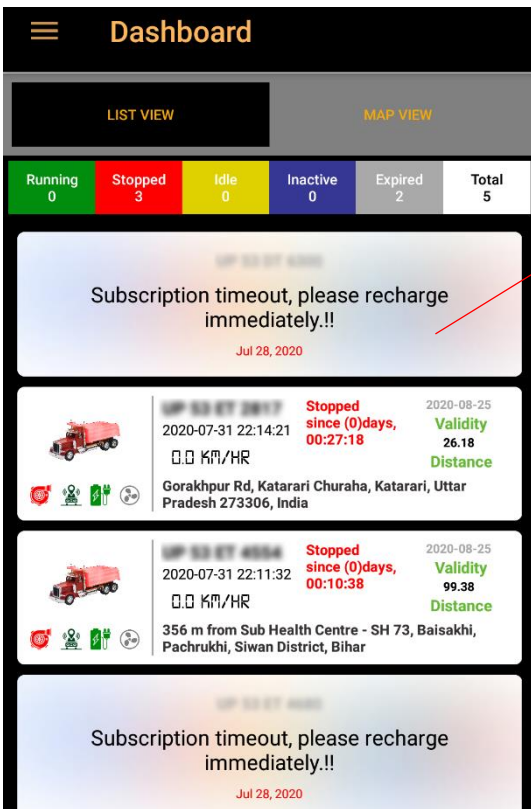 Dashboard
LIST VIEW
MAP VIEW
Running
0
Stopped
3
Idle
0
Inactive
0
Expired
2
Total
5
Subscription timeout, please recharge
immediately.!!
Jul 28, 2020
2020-07-31 22:14:21
0.0 KM/HR
Stopped
since (0)days,
00:27:18
2020-08-25
Validity
26.18
Distance
Gorakhpur Rd, Katarari Churaha, Katarari, Uttar
Pradesh 273306, India
2020-07-31 22:11:32
0.0 KM/HR
Stopped
since (0)days,
00:10:38
2020-08-25
Validity
99.38
Distance
356 m from Sub Health Centre - SH 73, Baisakhi,
Pachrukhi, Siwan District, Bihar
Subscription timeout, please recharge
immediately.!!
Jul 28, 2020